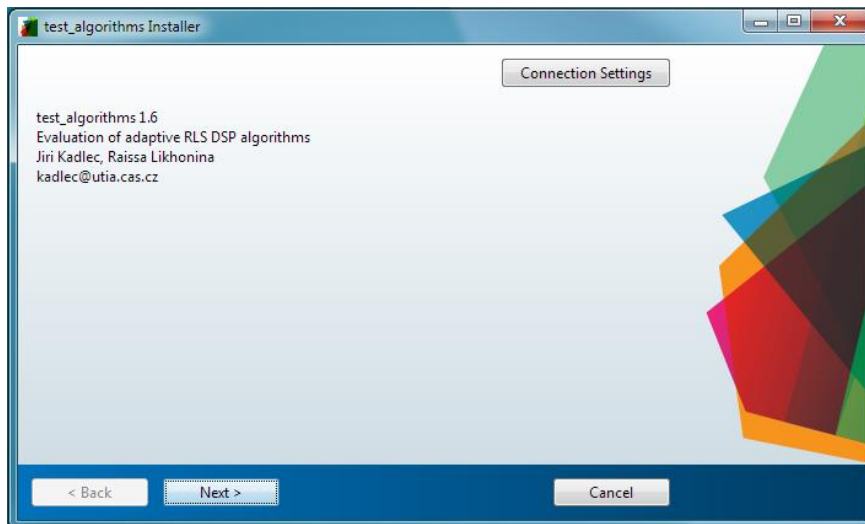 test_algorithms Installer
Connection Settings
test_algorithms 1.6
Evaluation of adaptive RLS DSP algorithms
Jiri Kadlec, Raissa Likhonina
kadlec@utia.cas.cz
< Back
Next >
Cancel